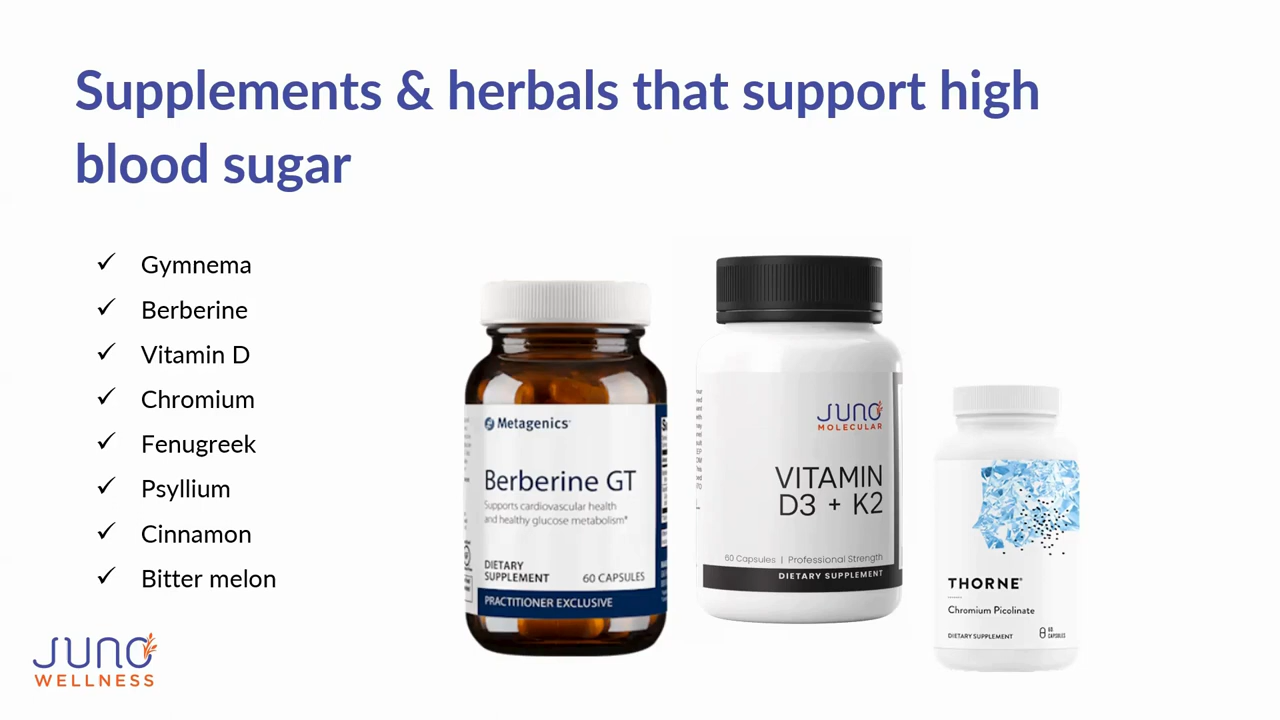 Supplements & herbals that support high
blood sugar
✓ Gymnema
✓ Berberine
✓ Vitamin D
✓ Chromium
✓ Fenugreek
✓ Psyllium
✓ Cinnamon
✓ Bitter melon
Metagenics
Berberine GT
Supports cardiovascular health
and healthy glucose metabolism*
DIETARY
SUPPLEMENT
60 CAPSULES
PRACTITIONER EXCLUSIVE
JUNO
MOLECULAR
VITAMIN
D3 + K2
60 Capsules | Professional Strength
DIETARY SUPPLEMENT
THORNE
Chromium Picolinate
DIETARY SUPPLEMENT
60
CAPSULES
JUNO
WELLNESS